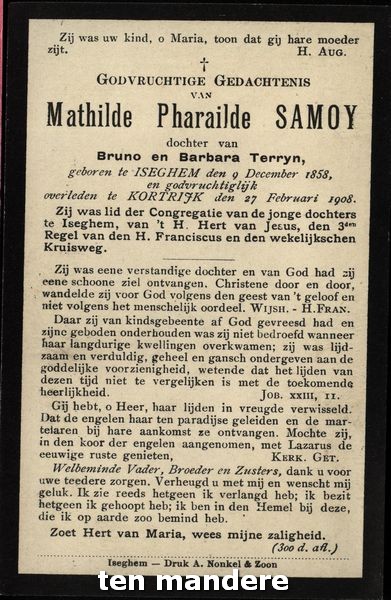 Zij was uw kind, o Maria, toon dat gij hare moeder
zijt. H. Aug.
†
Godvruchtige Gedachtenis
VAN
Mathilde Pharailde SAMOY
dochter van
Bruno en Barbara Terryn,
geboren te ISEGHEM den 9 December 1858,
en godvruchtiglijk
overleden te KORTRIJK den 27 Februari 1908.
Zij was lid der Congregatie van de jonge dochters
te Iseghem, van 't H. Hert van Jezus, den 3den
Regel van den H. Franciscus en den wekelijkschen
Kruisweg.
Zij was eene verstandige dochter en van God had zij
eene schoone ziel ontvangen. Christene door en door,
wandelde zij voor God volgens den geest van 't geloof en
niet volgens het menschelijk oordeel. Wijsh. - H. Fran.
Daar zij van kindsgebeente af God gevreesd had en
zijne geboden onderhouden was zij niet bedroefd wanneer
haar langdurige kwellingen overkwamen; zij was lijd-
zaam en verduldig, geheel en gansch ondergeven aan de
goddelijke voorzienigheid, wetende dat het lijden van
dezen tijd niet te vergelijken is met de toekomende
heerlijkheid. Job. xxiii, 11.
Gij hebt, o Heer, haar lijden in vreugde verwisseld.
Dat de engelen haar ten paradijse geleiden en de mar-
telaren bij hare aankomst ze ontvangen. Mochte zij,
in den koor der engelen aangenomen, met Lazarus de
eeuwige ruste genieten, Kerk. Get.
Welbeminde Vader, Broeder en Zusters, dank u voor
uwe teedere zorgen. Verheugd u met mij en wenscht mij
geluk. Ik zie reeds hetgeen ik verlangd heb; ik bezit
hetgeen ik gehoopt heb; ik ben in den Hemel bij deze,
die ik op aarde zoo bemind heb.
Zoet Hert van Maria, wees mijne zaligheid.
(300 d. afl.)
Iseghem — Druk A. Nonkel & Zoon
ten mandere